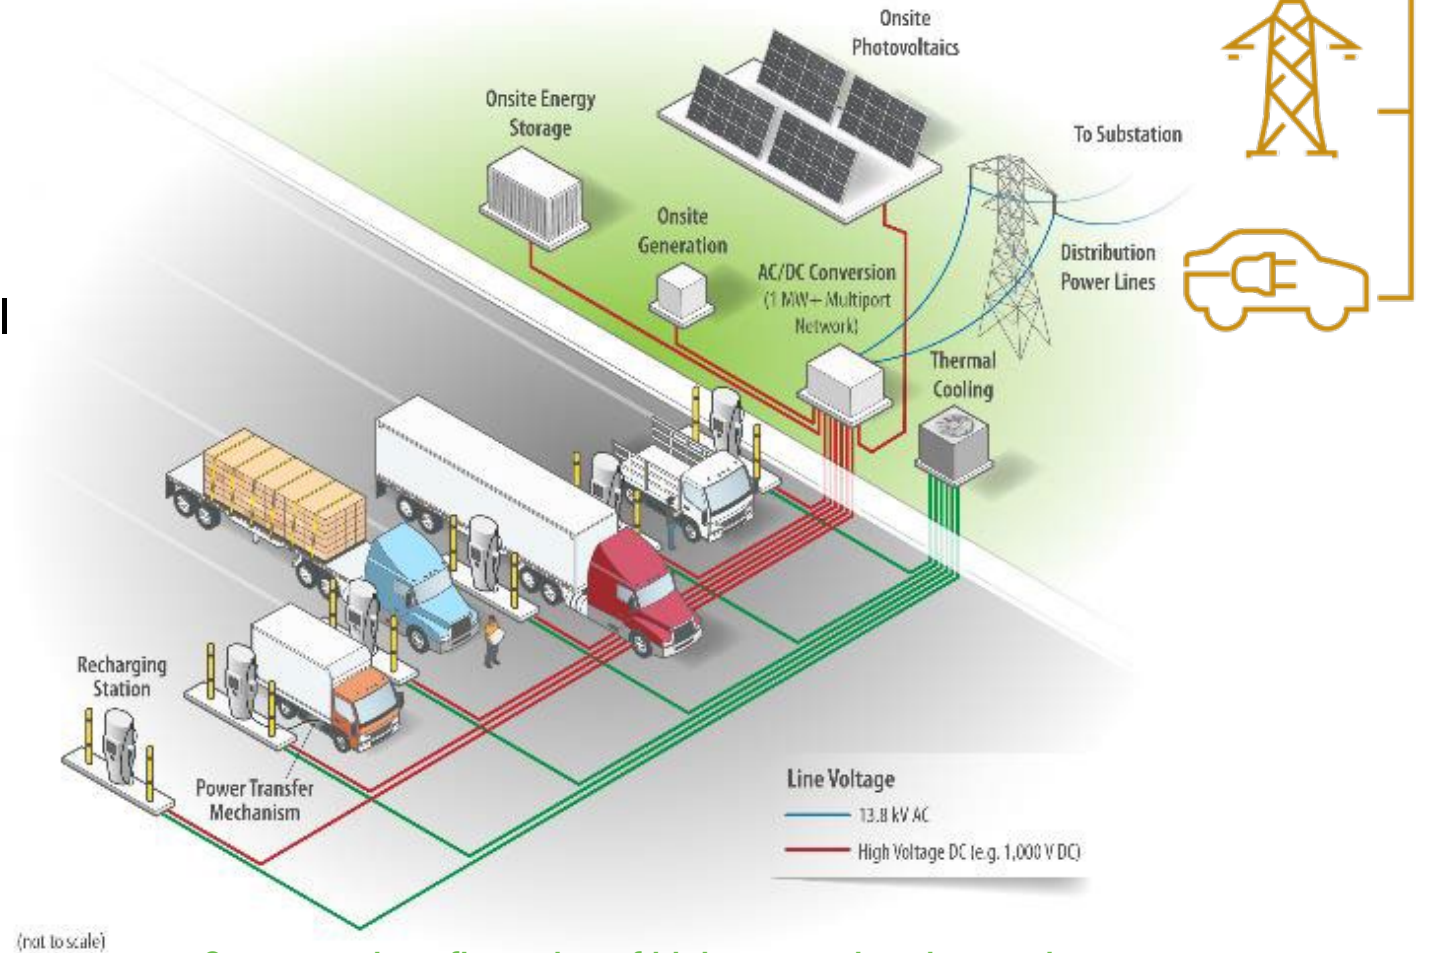 Onsite
Photovoltaics
Onsite Energy
Storage
To Substation
Onsite
Generation
Distribution
Power Lines
AC/DC Conversion
(1 MW+ Multiport
Network)
Thermal
Cooling
Recharging
Station
Power Transfer
Mechanism
Line Voltage
13.8 kV AC
High Voltage DC (e.g. 1,000 V DC)
(not to scale)